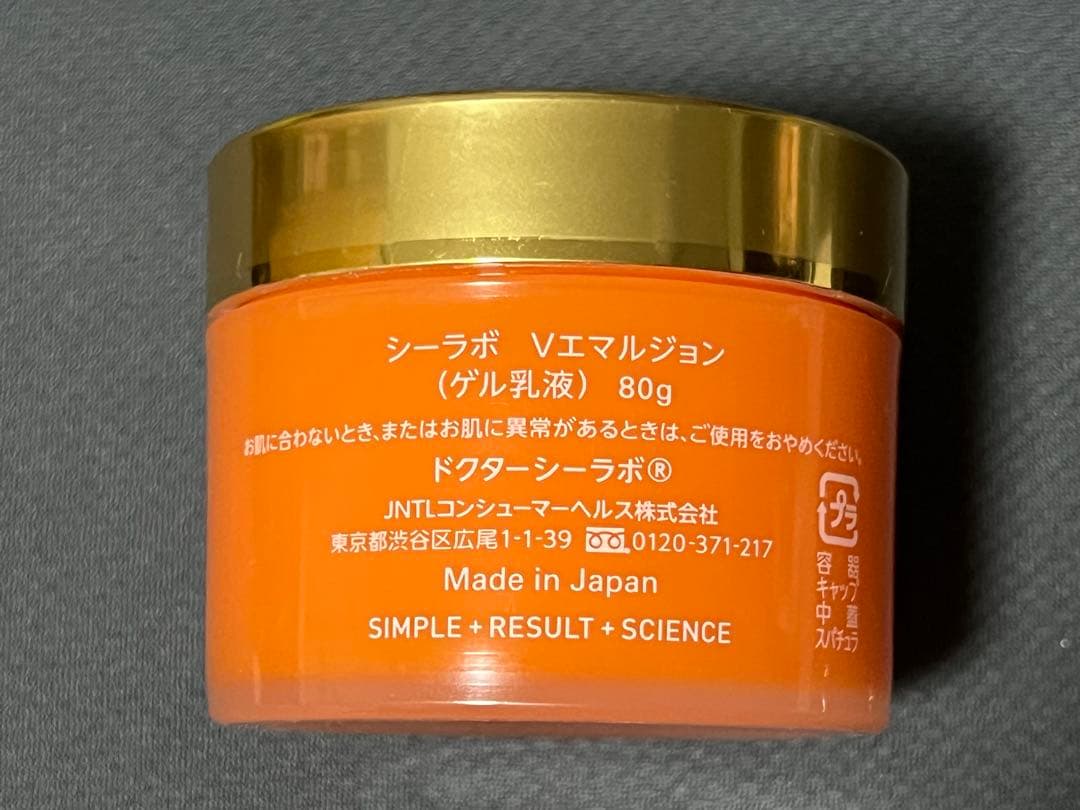 シーラボ Vエマルジョン
(ゲル乳液) 80g
お肌に合わないとき、またはお肌に異常があるときは、ご使用をおやめください。
ドクターシーラボ®
JNTLコンシューマーヘルス株式会社
東京都渋谷区広尾1-1-39 0120-371-217
Made in Japan
SIMPLE + RESULT + SCIENCE
プラ
容器
キャップ
中蓋
スパチュラ